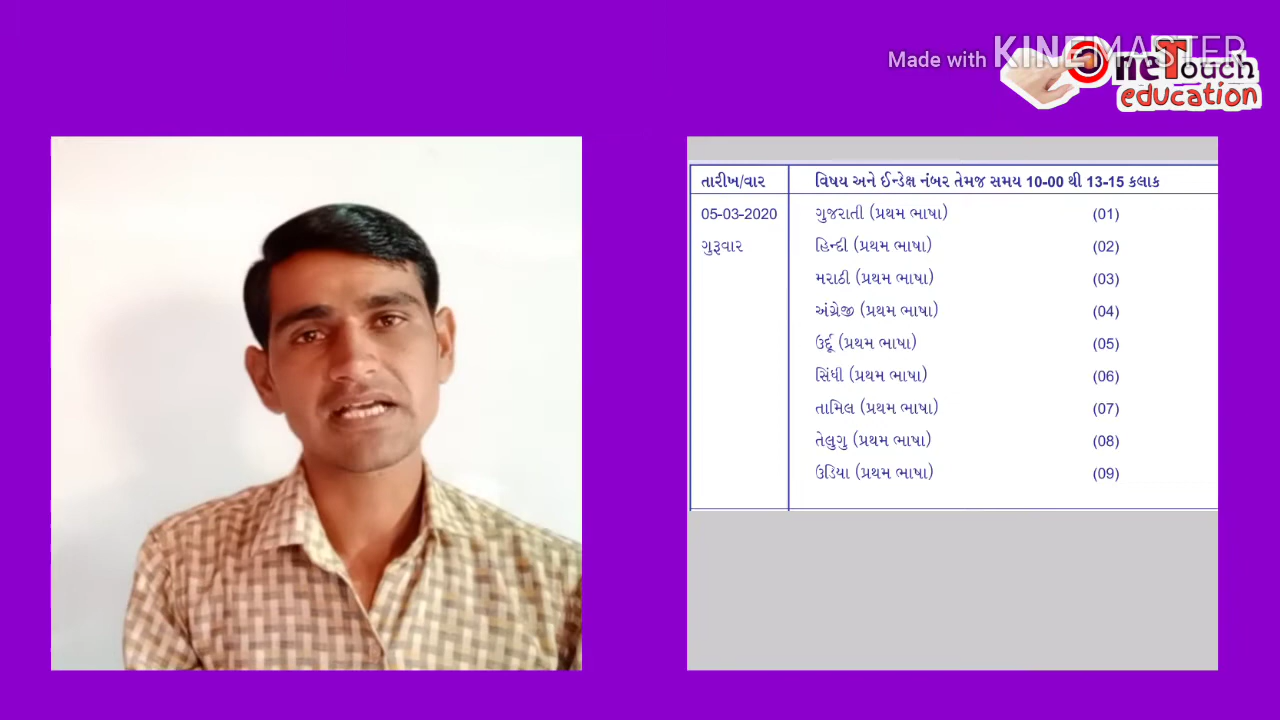 Made with KINEMASTER
OneTouch
education
તારીખ/વાર વિષય અને ઈન્ડેક્ષ નંબર તેમજ સમય 10-00 થી 13-15 કલાક
05-03-2020 ગુજરાતી (પ્રથમ ભાષા) (01)
ગુરૂવાર હિન્દી (પ્રથમ ભાષા) (02)
મરાઠી (પ્રથમ ભાષા) (03)
અંગ્રેજી (પ્રથમ ભાષા) (04)
ઉર્દૂ (પ્રથમ ભાષા) (05)
સિંધી (પ્રથમ ભાષા) (06)
તામિલ (પ્રથમ ભાષા) (07)
તેલુગુ (પ્રથમ ભાષા) (08)
ઉડિયા (પ્રથમ ભાષા) (09)